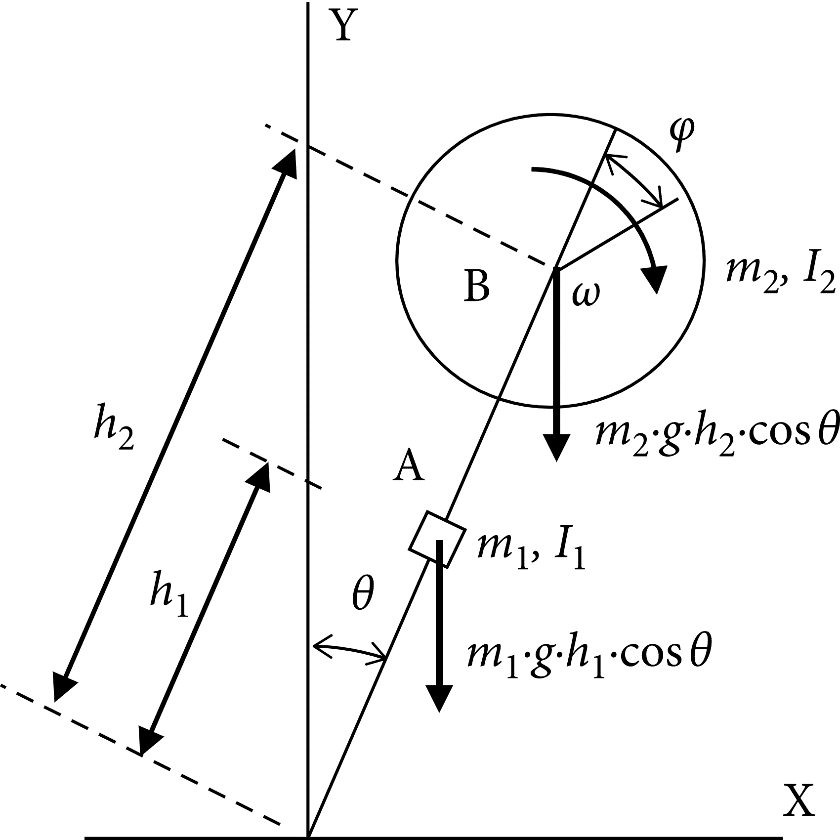 Y
φ
B
ω
m₂, I₂
h₂
m₂·g·h₂·cosθ
A
m₁, I₁
h₁
θ
m₁·g·h₁·cosθ
X